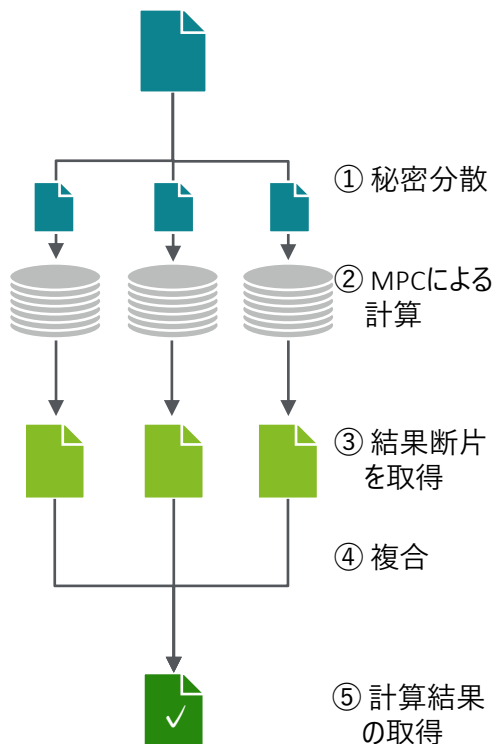 ① 秘密分散
② MPCによる
計算
③ 結果断片
を取得
④ 複合
⑤ 計算結果
の取得